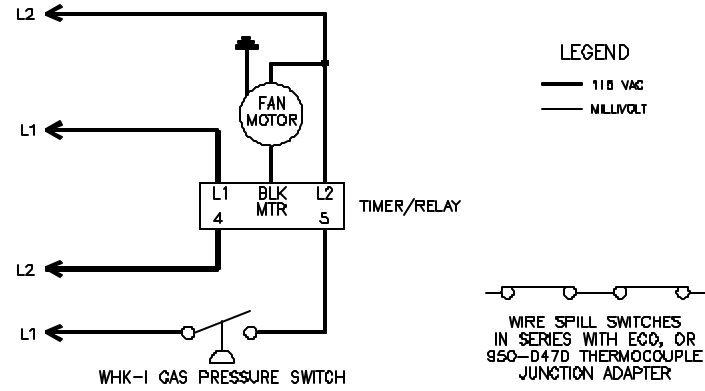 L2
LEGEND
115 VAC
MILLIVOLT
FAN
MOTOR
L1
L1 BLK L2
MTR
4 5
TIMER/RELAY
L2
L1
WHK-1 GAS PRESSURE SWITCH
WIRE SPILL SWITCHES
IN SERIES WITH ECO, OR
950-047D THERMOCOUPLE
JUNCTION ADAPTER